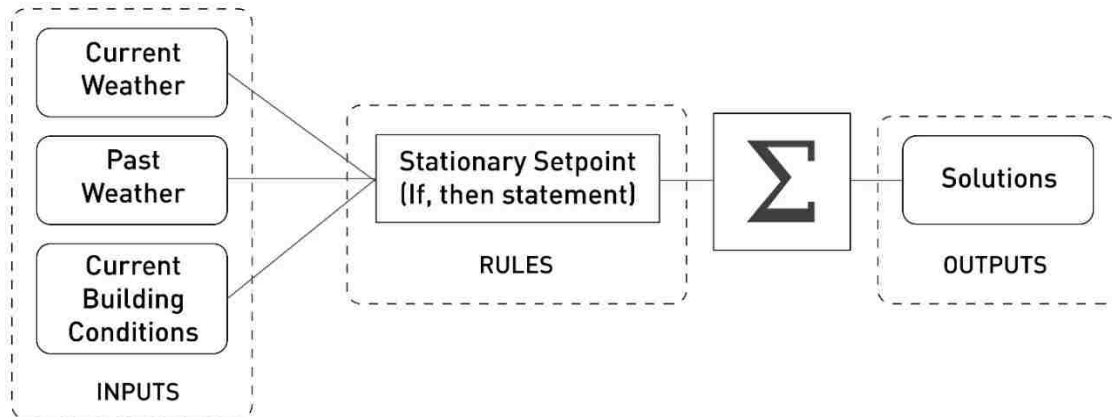 Current
Weather
Past
Weather
Current
Building
Conditions
INPUTS
Stationary Setpoint
(If, then statement)
RULES
Σ
Solutions
OUTPUTS